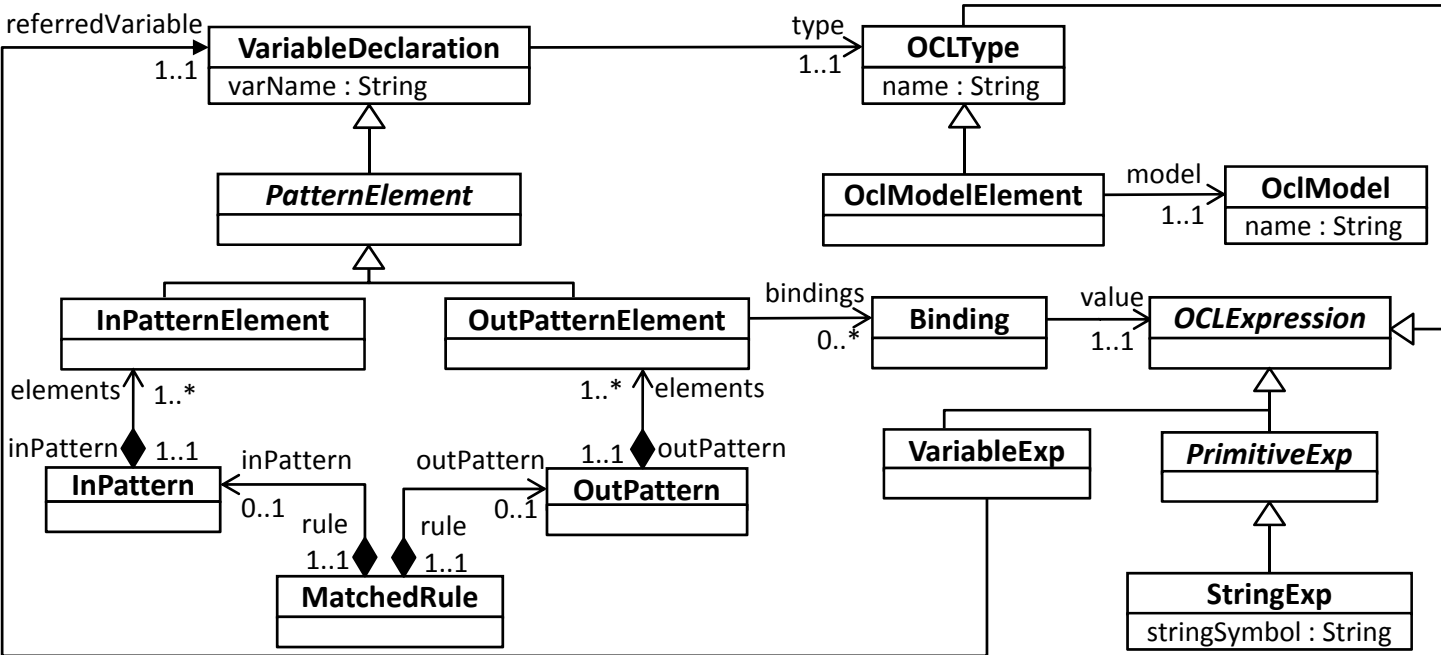 referredVariable
1..1
VariableDeclaration
varName : String
type
1..1
OCLType
name : String
PatternElement
OclModelElement
model
1..1
OclModel
name : String
InPatternElement
OutPatternElement
bindings
0..*
Binding
value
1..1
OCLExpression
elements
1..*
1..*
elements
inPattern
1..1
InPattern
inPattern
0..1
outPattern
0..1
1..1
outPattern
OutPattern
VariableExp
PrimitiveExp
rule
1..1
rule
1..1
MatchedRule
StringExp
stringSymbol : String